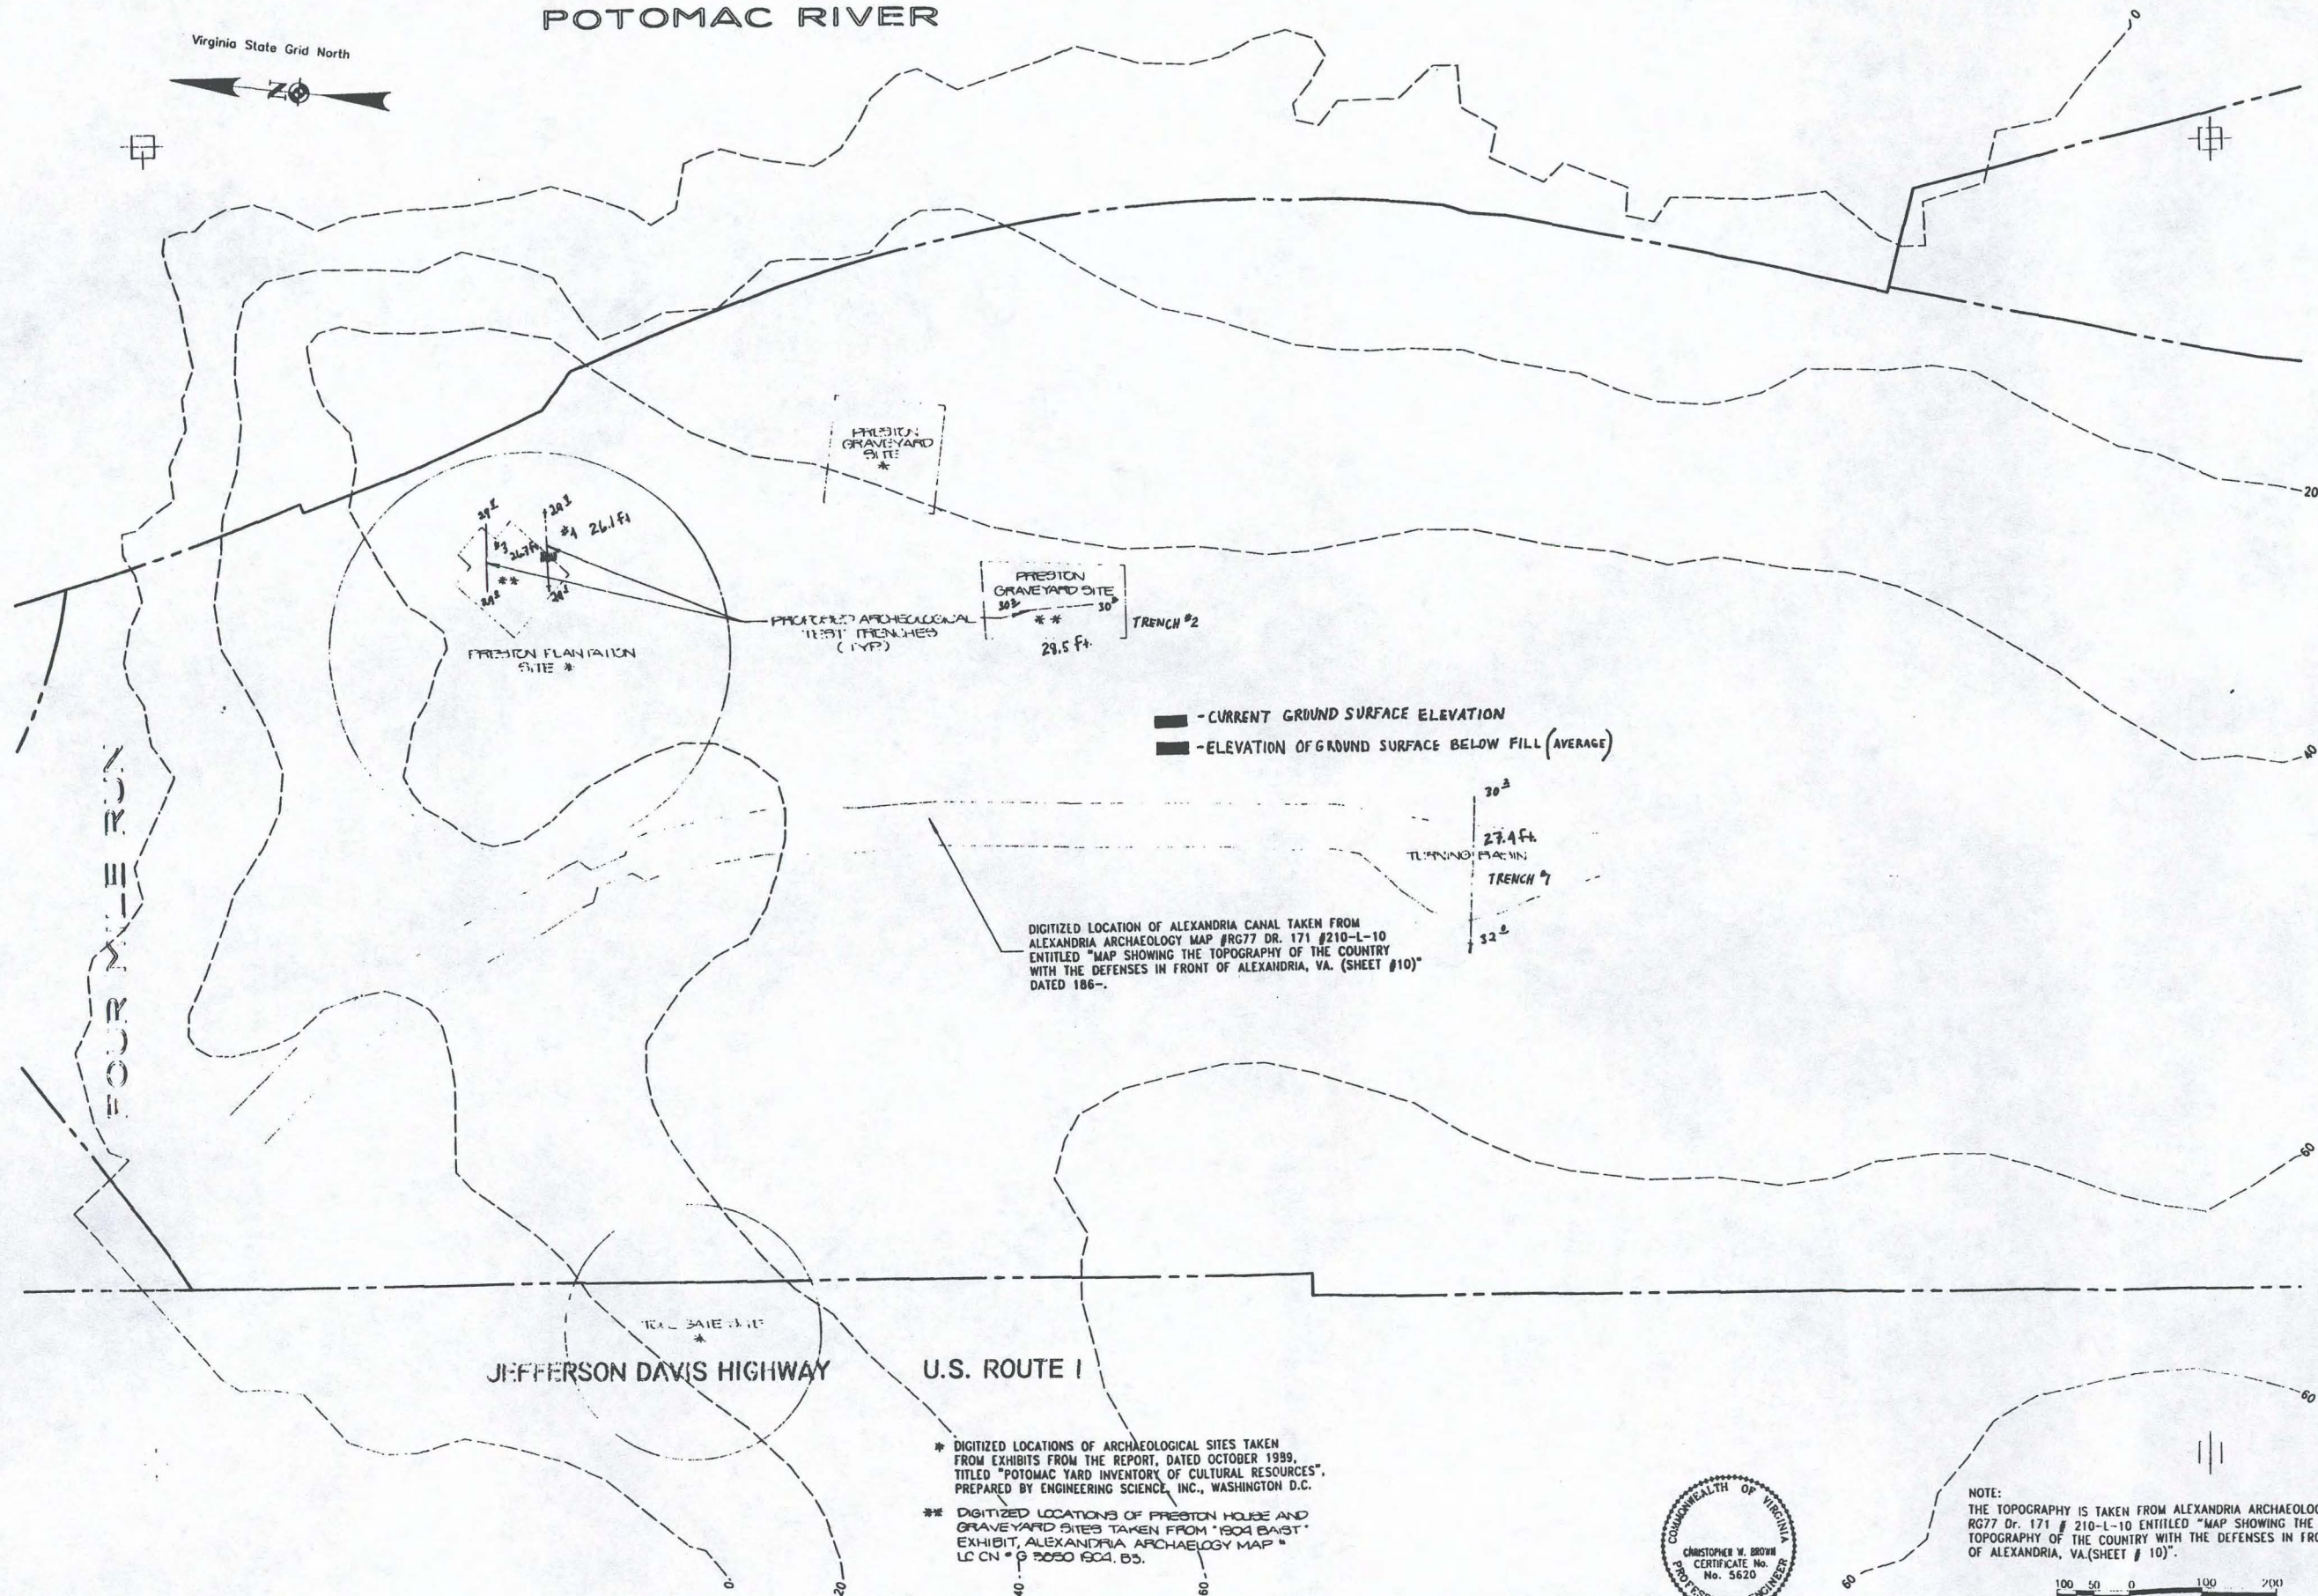 POTOMAC RIVER
Virginia State Grid North
N
0
PRESTON
GRAVEYARD
SITE
*
20
#1 26.1 ft
#3 26.7 ft
**
PRESTON PLANTATION
SITE *
PROPOSED ARCHEOLOGICAL
TEST TRENCHES
(TYP)
PRESTON
GRAVEYARD SITE
**
TRENCH #2
28.5 ft.
40
- CURRENT GROUND SURFACE ELEVATION
- ELEVATION OF GROUND SURFACE BELOW FILL (AVERAGE)
FOUR MILE RUN
30³
27.4 ft.
TURNING BASIN
TRENCH
DIGITIZED LOCATION OF ALEXANDRIA CANAL TAKEN FROM
ALEXANDRIA ARCHAEOLOGY MAP #RG77 DR. 171 #210-L-10
ENTITLED "MAP SHOWING THE TOPOGRAPHY OF THE COUNTRY
WITH THE DEFENSES IN FRONT OF ALEXANDRIA, VA. (SHEET #10)"
DATED 186-.
60
TOLL GATE SITE
*
JEFFERSON DAVIS HIGHWAY
U.S. ROUTE 1
60
* DIGITIZED LOCATIONS OF ARCHAEOLOGICAL SITES TAKEN
FROM EXHIBITS FROM THE REPORT, DATED OCTOBER 1989,
TITLED "POTOMAC YARD INVENTORY OF CULTURAL RESOURCES",
PREPARED BY ENGINEERING SCIENCE, INC., WASHINGTON D.C.
** DIGITIZED LOCATIONS OF PRESTON HOUSE AND
GRAVEYARD SITES TAKEN FROM "1904 BAIST"
EXHIBIT, ALEXANDRIA ARCHAELOGY MAP #
LC CN # G 3850 1904. B3.
COMMONWEALTH OF VIRGINIA
CHRISTOPHER W. BROWN
CERTIFICATE No.
No. 5620
PROFESSIONAL ENGINEER
NOTE:
THE TOPOGRAPHY IS TAKEN FROM ALEXANDRIA ARCHAEOLOG
RG77 Dr. 171 # 210-L-10 ENTITLED "MAP SHOWING THE
TOPOGRAPHY OF THE COUNTRY WITH THE DEFENSES IN FRO
OF ALEXANDRIA, VA.(SHEET # 10)".
0
20
40
60
60
100 50 0 100 200